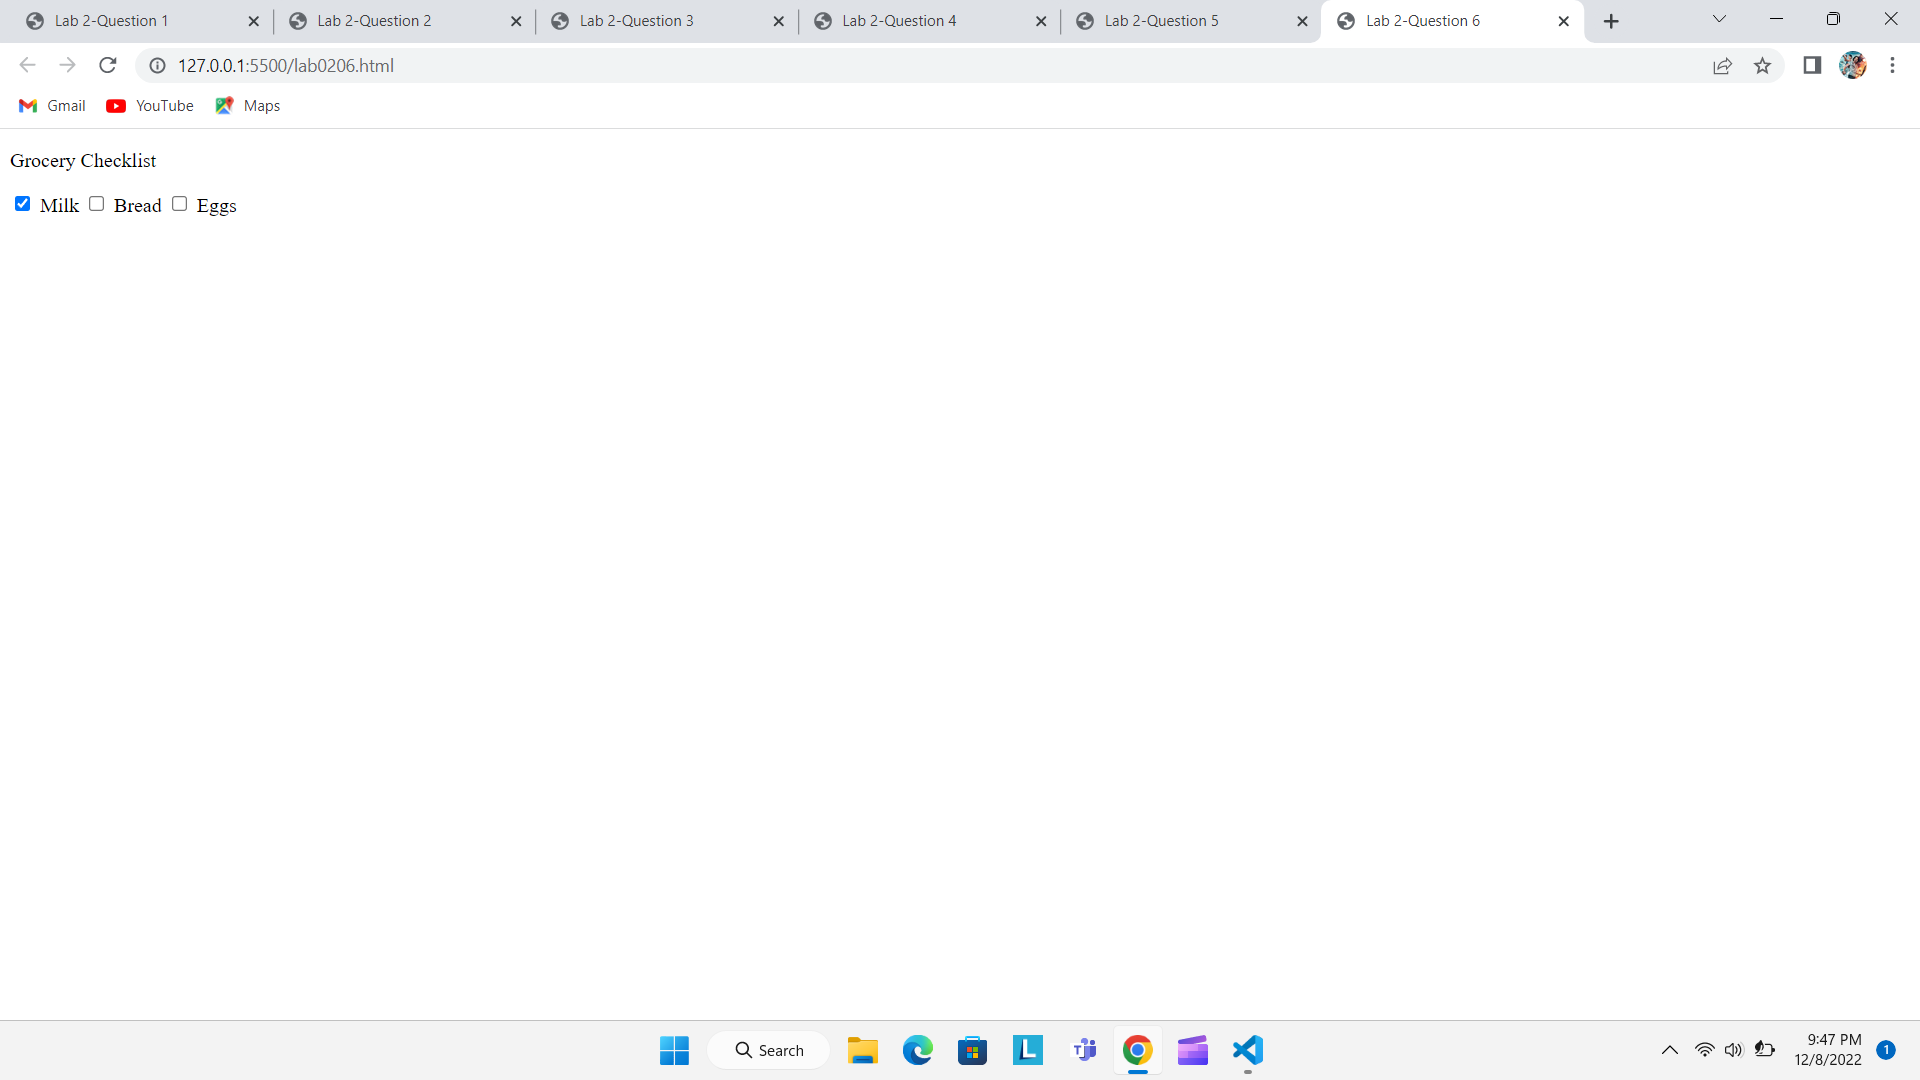 Lab 2-Question 1 Lab 2-Question 2 Lab 2-Question 3 Lab 2-Question 4 Lab 2-Question 5 Lab 2-Question 6
127.0.0.1:5500/lab0206.html
Gmail YouTube Maps
Grocery Checklist
Milk Bread Eggs
Search
L
T
9:47 PM
12/8/2022
1